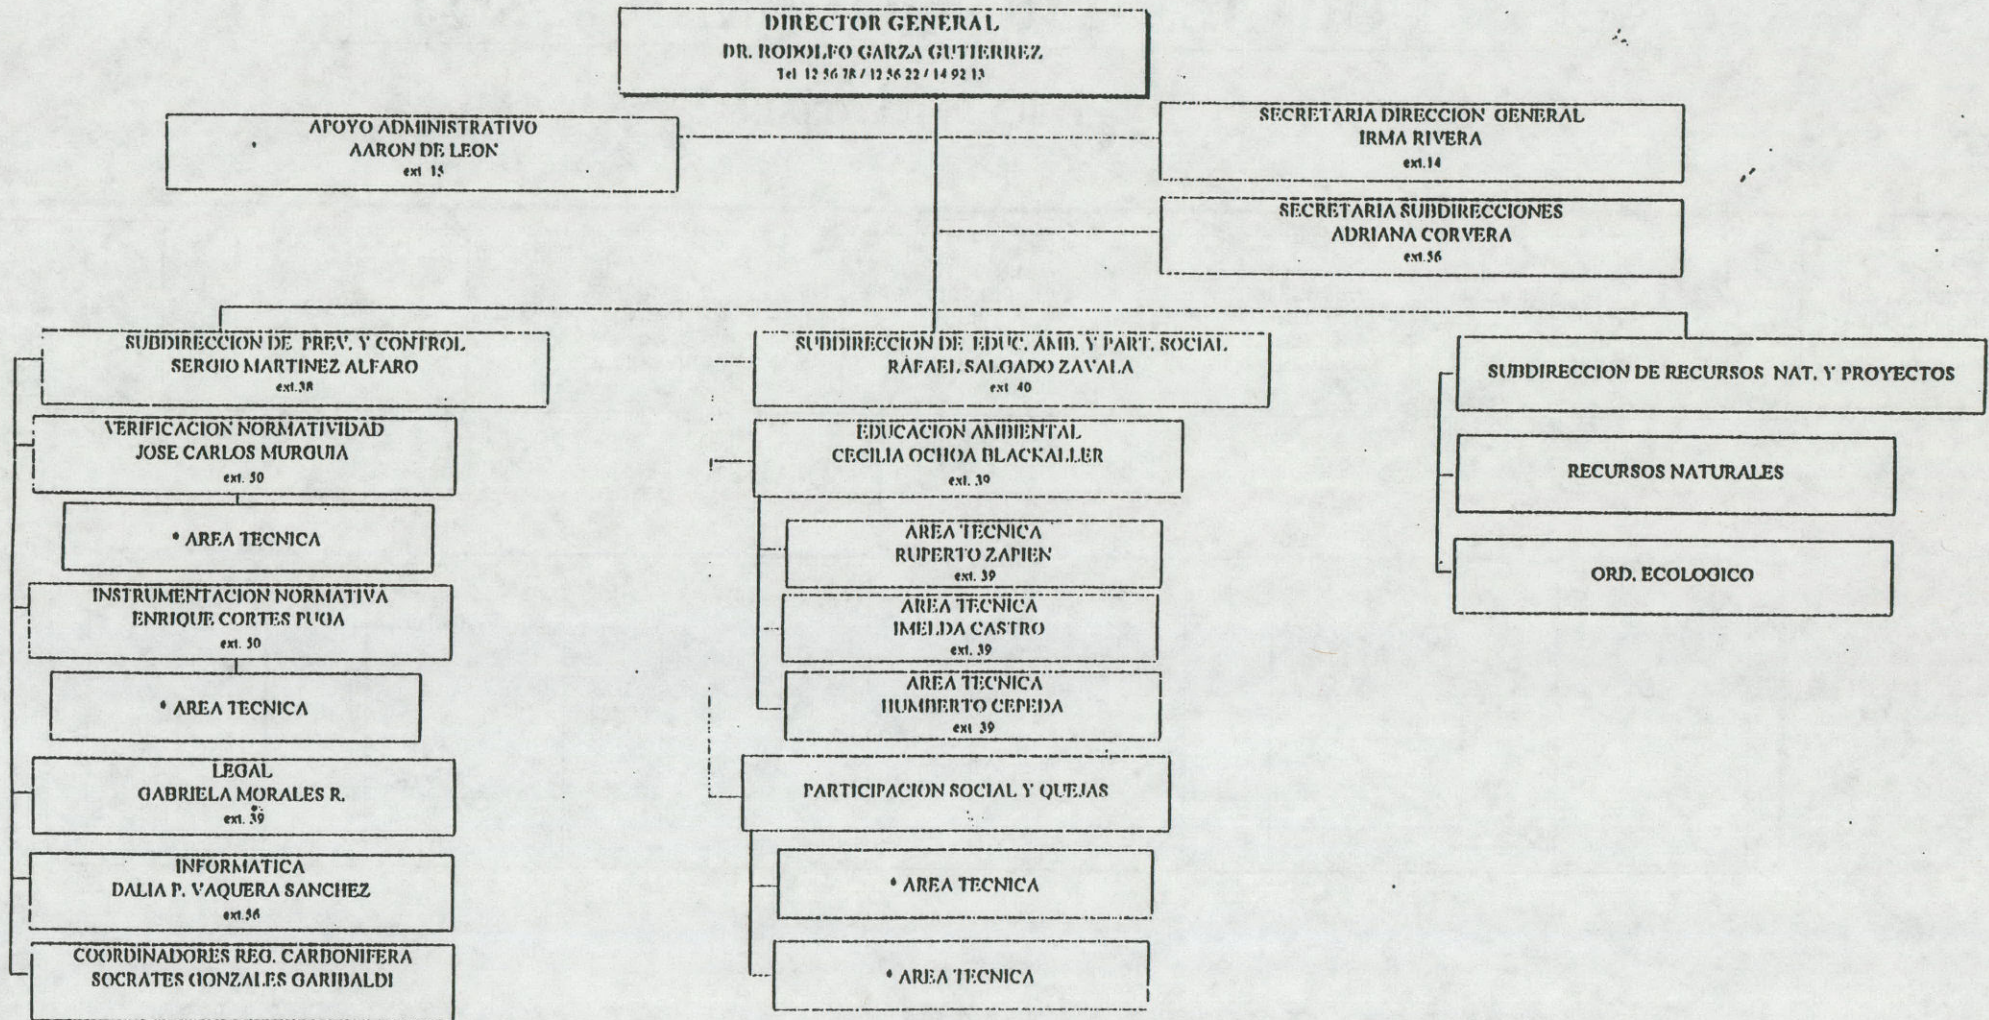 DIRECTOR GENERAL
DR. RODOLFO GARZA GUTIERREZ
Tel 12 56 78 / 12 56 22 / 14 92 13
APOYO ADMINISTRATIVO
AARON DE LEON
ext 15
SECRETARIA DIRECCION GENERAL
IRMA RIVERA
ext.14
SECRETARIA SUBDIRECCIONES
ADRIANA CORVERA
ext.56
SUBDIRECCION DE PREV. Y CONTROL
SERGIO MARTINEZ ALFARO
ext.38
VERIFICACION NORMATIVIDAD
JOSE CARLOS MURGUIA
ext. 50
* AREA TECNICA
INSTRUMENTACION NORMATIVA
ENRIQUE CORTES PUGA
ext. 50
* AREA TECNICA
LEGAL
GABRIELA MORALES R.
ext. 39
INFORMATICA
DALIA P. VAQUERA SANCHEZ
ext.56
COORDINADORES REG. CARBONIFERA
SOCRATES GONZALES GARIBALDI
SUBDIRECCION DE EDUC. AMB. Y PART. SOCIAL
RAFAEL SALGADO ZAVALA
ext 40
EDUCACION AMBIENTAL
CECILIA OCHOA BLACKALLER
ext. 39
AREA TECNICA
RUPERTO ZAPIEN
ext. 39
AREA TECNICA
IMELDA CASTRO
ext. 39
AREA TECNICA
HUMBERTO CEPEDA
ext. 39
PARTICIPACION SOCIAL Y QUEJAS
* AREA TECNICA
* AREA TECNICA
SUBDIRECCION DE RECURSOS NAT. Y PROYECTOS
RECURSOS NATURALES
ORD. ECOLOGICO